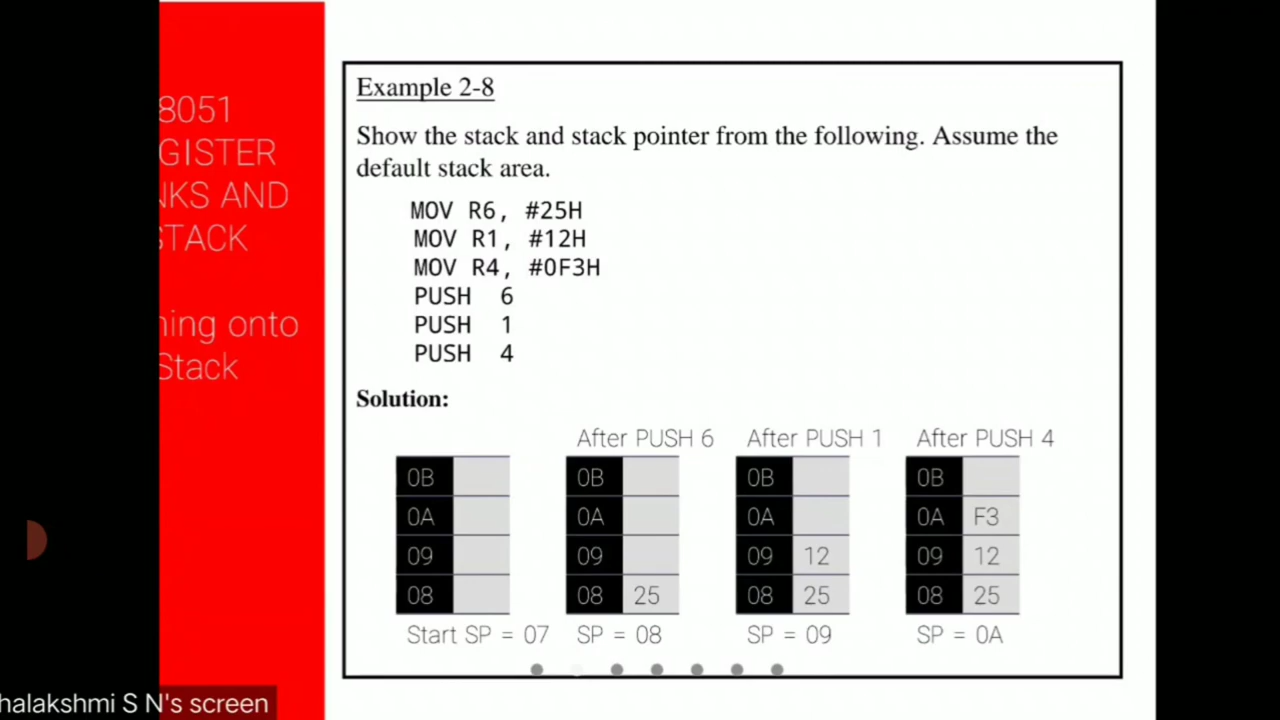 8051
GISTER
NKS AND
STACK
ning onto
Stack
Example 2-8
Show the stack and stack pointer from the following. Assume the
default stack area.
MOV R6, #25H
MOV R1, #12H
MOV R4, #0F3H
PUSH 6
PUSH 1
PUSH 4
Solution:
After PUSH 6 After PUSH 1 After PUSH 4
0B 0B 0B 0B
0A 0A 0A 0A F3
09 09 09 12 09 12
08 08 25 08 25 08 25
Start SP = 07 SP = 08 SP = 09 SP = 0A
halakshmi S N's screen